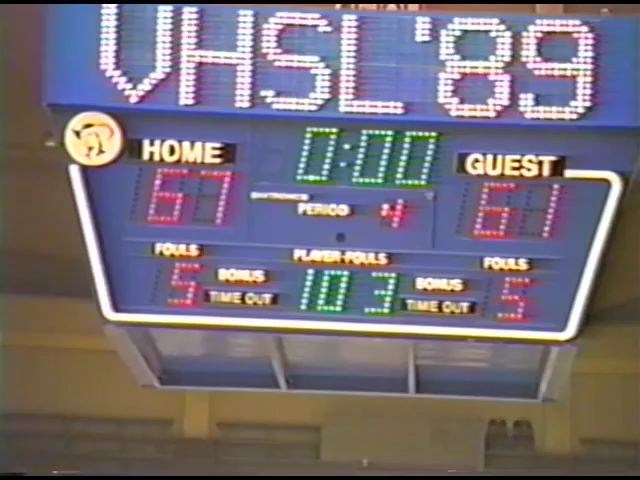 VHSL '89
HOME 0:00 GUEST
67
DAKTRONICS
PERIOD 4
FOULS PLAYER-FOULS FOULS
5 BONUS 10 3 BONUS 5
TIME OUT TIME OUT